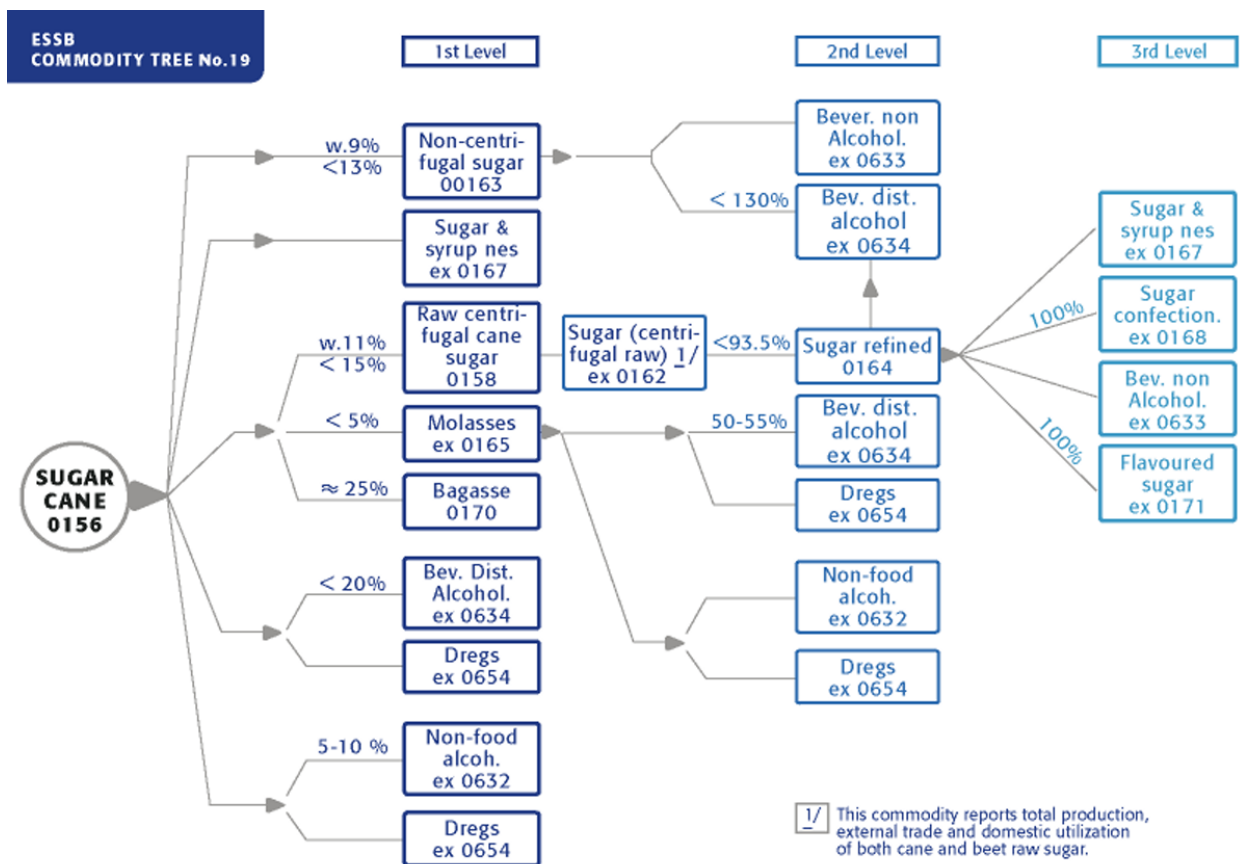 ESSB
COMMODITY TREE No.19
1st Level
2nd Level
3rd Level
SUGAR
CANE
0156
w.9%
<13%
Non-centri-
fugal sugar
00163
Sugar &
syrup nes
ex 0167
w.11%
< 15%
Raw centri-
fugal cane
sugar
0158
< 5%
Molasses
ex 0165
≈ 25%
Bagasse
0170
< 20%
Bev. Dist.
Alcohol.
ex 0634
Dregs
ex 0654
5-10 %
Non-food
alcoh.
ex 0632
Dregs
ex 0654
Sugar (centri-
fugal raw) 1/
ex 0162
Bever. non
Alcohol.
ex 0633
< 130%
Bev. dist.
alcohol
ex 0634
<93.5%
Sugar refined
0164
50-55%
Bev. dist.
alcohol
ex 0634
Dregs
ex 0654
Non-food
alcoh.
ex 0632
Dregs
ex 0654
Sugar &
syrup nes
ex 0167
100%
Sugar
confection.
ex 0168
Bev. non
Alcohol.
ex 0633
100%
Flavoured
sugar
ex 0171
1/ This commodity reports total production,
external trade and domestic utilization
of both cane and beet raw sugar.